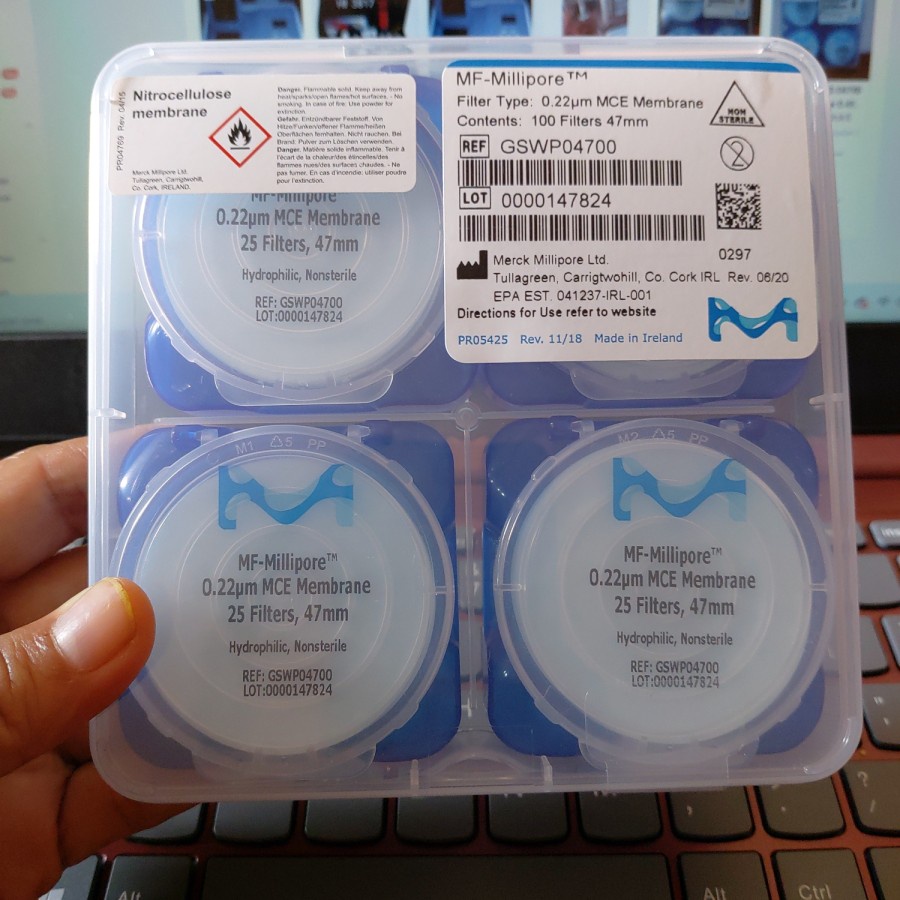 Nitrocellulose
membrane
PR04769 Rev. 04/15
Danger. Flammable solid. Keep away from
heat/sparks/open flames/hot surfaces. - No
smoking. In case of fire: Use powder for
extinction.
Gefahr. Entzündbarer Feststoff. Von
Hitze/Funken/offener Flamme/heißen
Oberflächen fernhalten. Nicht rauchen. Bei
Brand: Pulver zum Löschen verwenden.
Danger. Matière solide inflammable. Tenir à
l'écart de la chaleur/des étincelles/des
flammes nues/des surfaces chaudes. - Ne
pas fumer. En cas d'incendie: utiliser poudre
pour l'extinction.
Merck Millipore Ltd.
Tullagreen, Carrigtwohill,
Co. Cork, IRELAND.
MF-Millipore™
Filter Type: 0.22µm MCE Membrane
Contents: 100 Filters 47mm
NON
STERILE
REF GSWP04700
2
LOT 0000147824
0297
Merck Millipore Ltd.
Tullagreen, Carrigtwohill, Co. Cork IRL Rev. 06/20
EPA EST. 041237-IRL-001
Directions for Use refer to website
PR05425 Rev. 11/18 Made in Ireland
MF-Millipore™
0.22µm MCE Membrane
25 Filters, 47mm
Hydrophilic, Nonsterile
REF: GSWP04700
LOT:0000147824
M1 5 PP
MF-Millipore™
0.22µm MCE Membrane
25 Filters, 47mm
Hydrophilic, Nonsterile
REF: GSWP04700
LOT:0000147824
M2 5 PP
MF-Millipore™
0.22µm MCE Membrane
25 Filters, 47mm
Hydrophilic, Nonsterile
REF: GSWP04700
LOT:0000147824
Alt
Alt
Ctrl